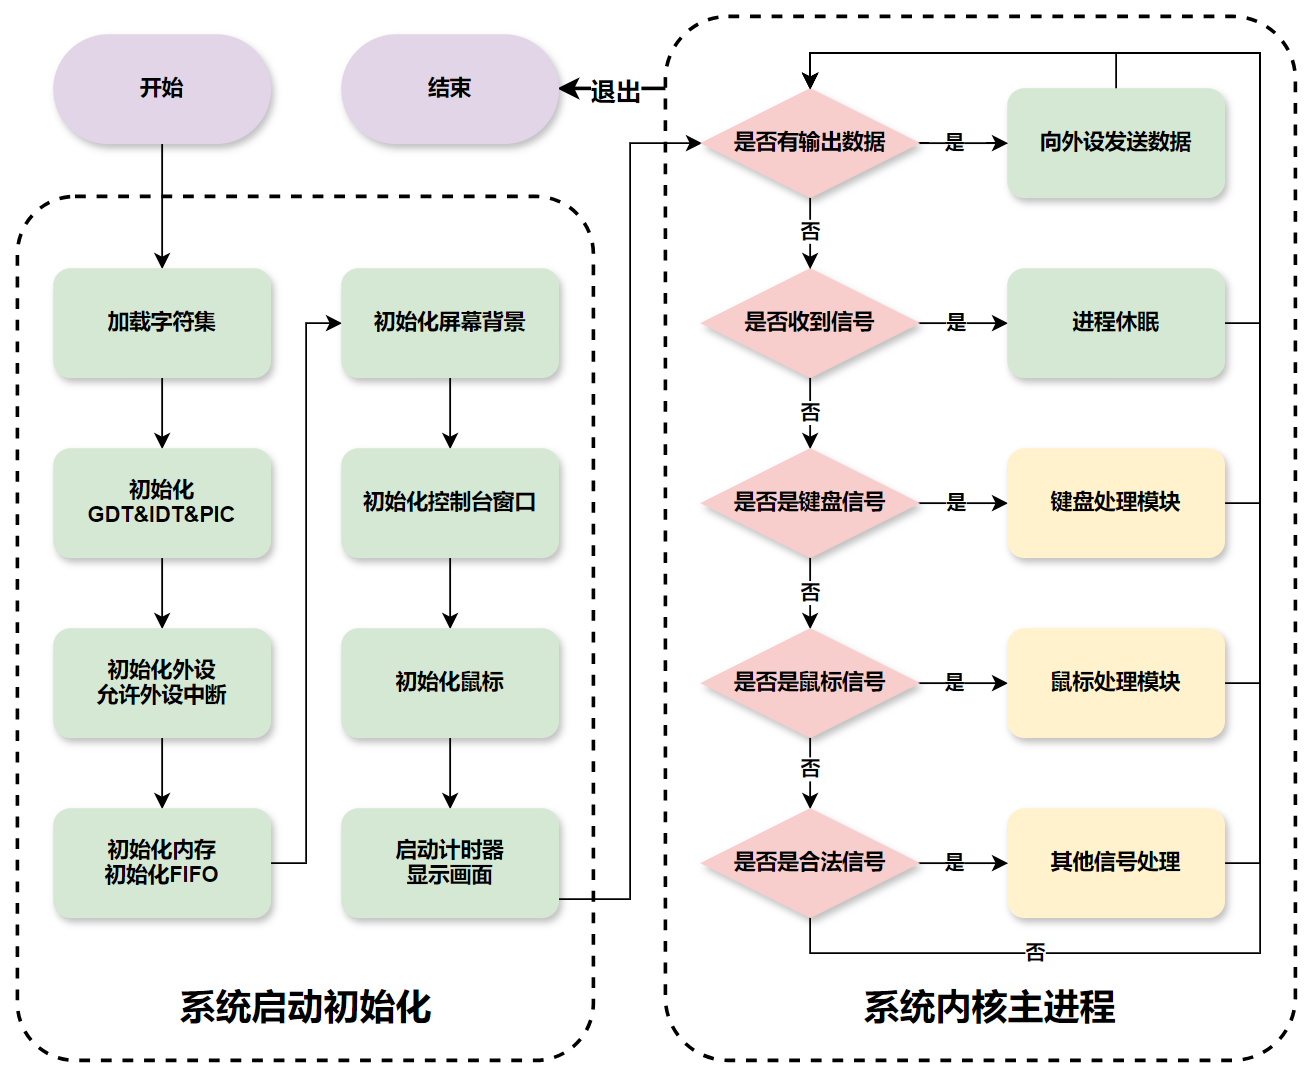 开始
结束
退出
加载字符集
初始化
GDT&IDT&PIC
初始化外设
允许外设中断
初始化内存
初始化FIFO
初始化屏幕背景
初始化控制台窗口
初始化鼠标
启动计时器
显示画面
系统启动初始化
是否有输出数据
是
向外设发送数据
否
是否收到信号
是
进程休眠
否
是否是键盘信号
是
键盘处理模块
否
是否是鼠标信号
是
鼠标处理模块
否
是否是合法信号
是
其他信号处理
否
系统内核主进程